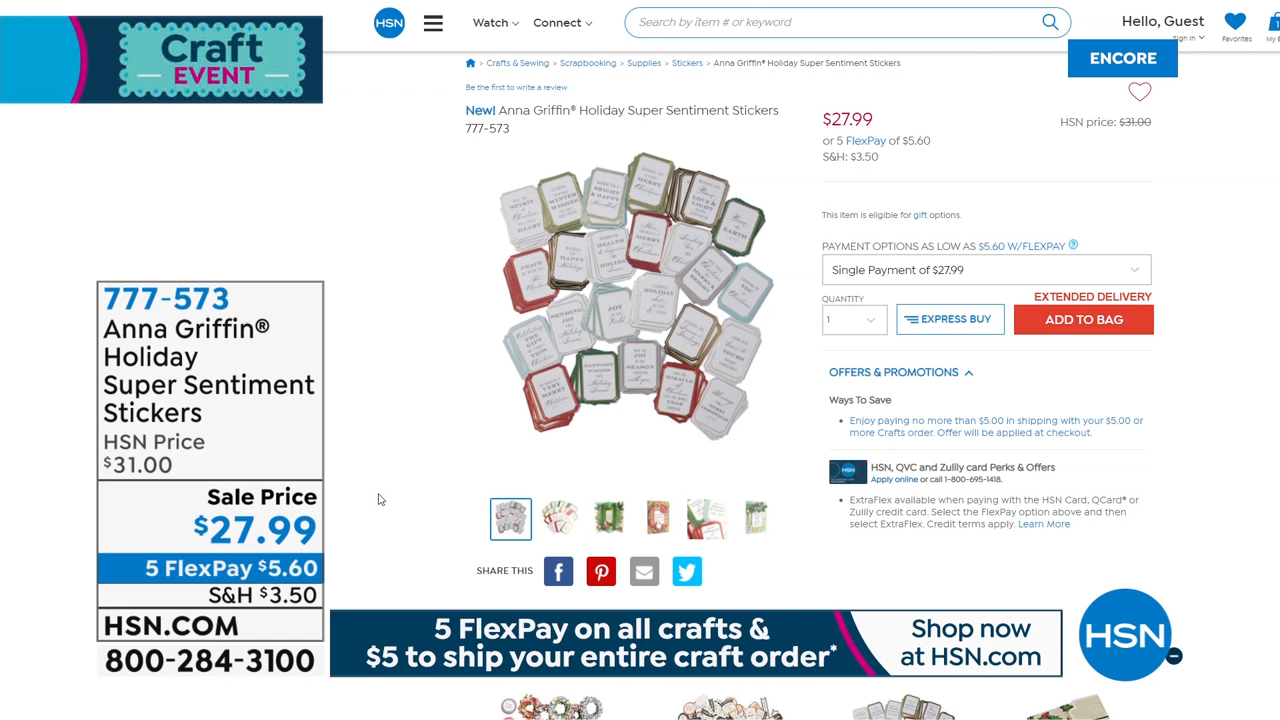 Craft
EVENT
HSN
Watch
Connect
Search by item # or keyword
Hello, Guest
Sign In
Favorites
ENCORE
> Crafts & Sewing > Scrapbooking > Supplies > Stickers > Anna Griffin® Holiday Super Sentiment Stickers
Be the first to write a review
New! Anna Griffin® Holiday Super Sentiment Stickers
777-573
$27.99
HSN price: $31.00
or 5 FlexPay of $5.60
S&H: $3.50
This item is eligible for gift options.
PAYMENT OPTIONS AS LOW AS $5.60 W/FLEXPAY ?
Single Payment of $27.99
QUANTITY
1
EXPRESS BUY
EXTENDED DELIVERY
ADD TO BAG
OFFERS & PROMOTIONS
Ways To Save
• Enjoy paying no more than $5.00 in shipping with your $5.00 or
more Crafts order. Offer will be applied at checkout.
HSN
HSN, QVC and Zulily card Perks & Offers
Apply online or call 1-800-695-1418.
• ExtraFlex available when paying with the HSN Card, QCard® or
Zulily credit card. Select the FlexPay option above and then
select ExtraFlex. Credit terms apply. Learn More
SHARE THIS
777-573
Anna Griffin®
Holiday
Super Sentiment
Stickers
HSN Price
$31.00
Sale Price
$27.99
5 FlexPay $5.60
S&H $3.50
HSN.COM
800-284-3100
5 FlexPay on all crafts &
$5 to ship your entire craft order*
Shop now
at HSN.com
HSN